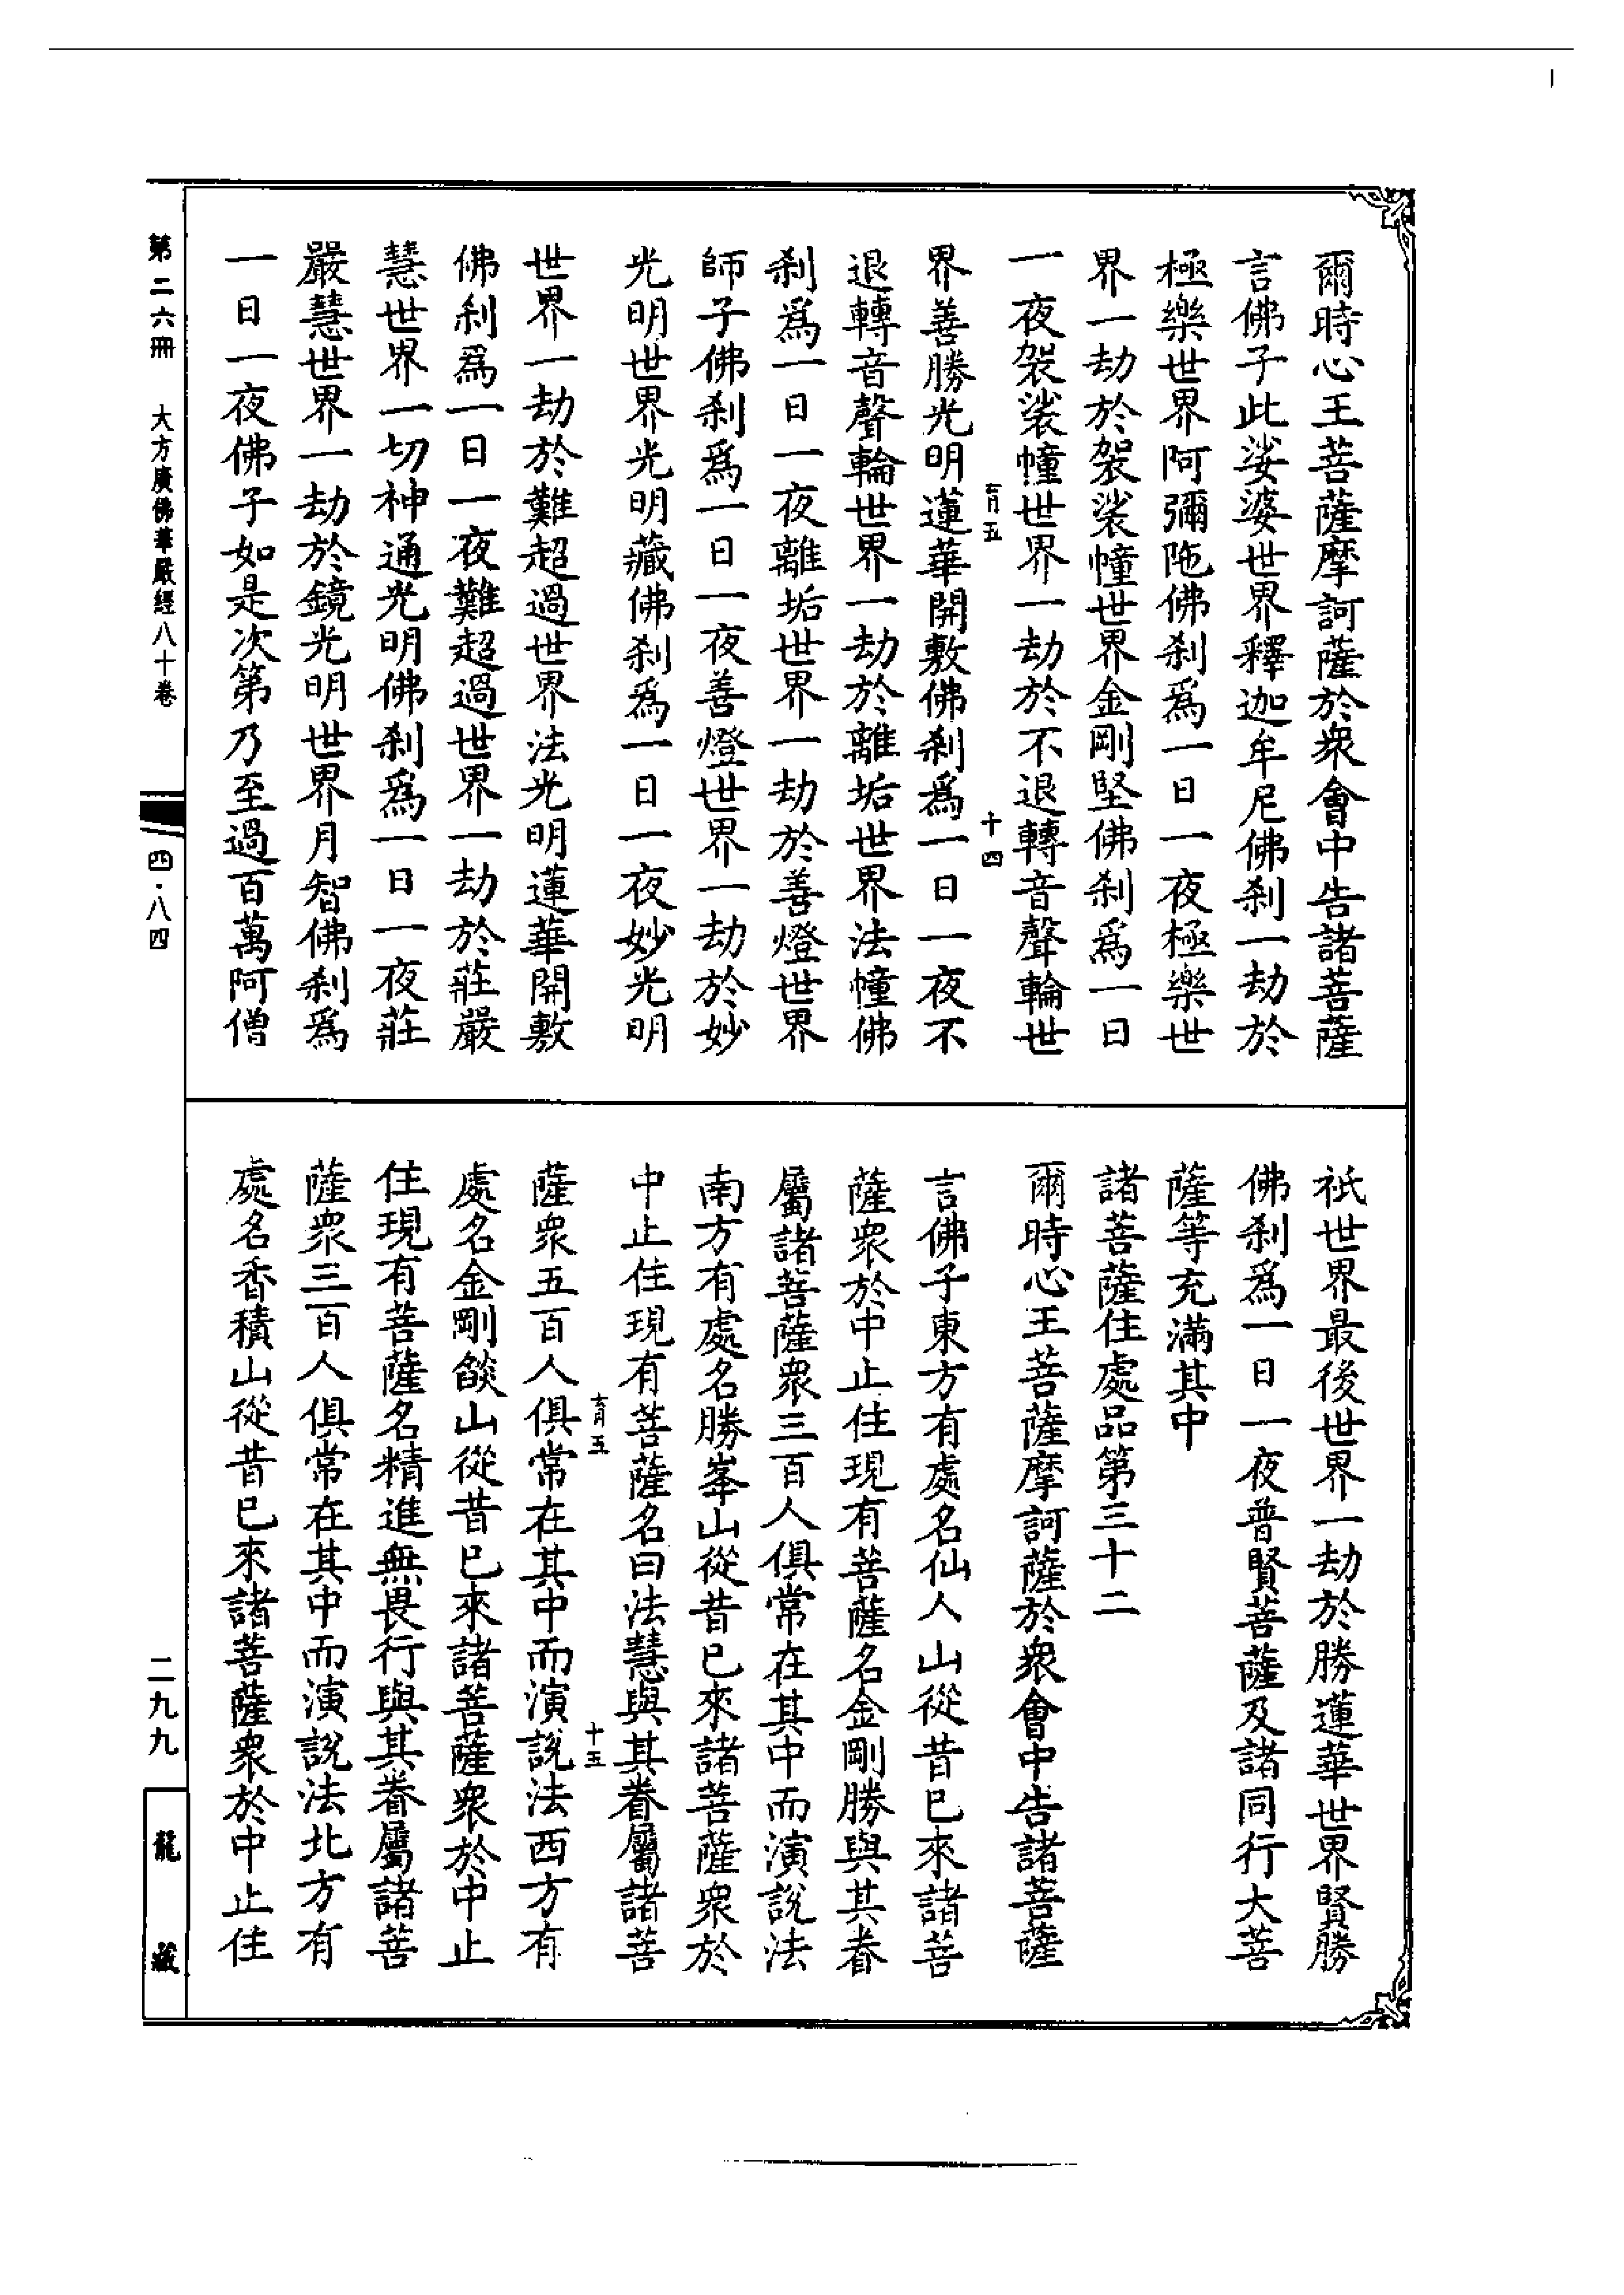 爾時心王菩薩摩訶薩於衆會中告諸菩薩
言佛子此娑婆世界釋迦牟尼佛刹一劫於
極樂世界阿彌陁佛刹爲一日一夜極樂世
界一劫於袈裟幢世界金剛堅佛刹爲一日
一夜袈裟幢世界一劫於不退轉音聲輪世
育五
十四
界善勝光明蓮華開敷佛刹爲一日一夜不
退轉音聲輪世界一劫於離垢世界法幢佛
刹爲一日一夜離垢世界一劫於善燈世界
師子佛刹爲一日一夜善燈世界一劫於妙
光明世界光明藏佛刹爲一日一夜妙光明
世界一劫於難超過世界法光明蓮華開敷
佛刹爲一日一夜難超過世界一劫於莊嚴
慧世界一切神通光明佛刹爲一日一夜莊
嚴慧世界一劫於鏡光明世界月智佛刹爲
一日一夜佛子如是次第乃至過百萬阿僧
祇世界最後世界一劫於勝蓮華世界賢勝
佛刹爲一日一夜普賢菩薩及諸同行大菩
薩等充滿其中
諸菩薩住處品第三十二
爾時心王菩薩摩訶薩於衆會中告諸菩薩
言佛子東方有處名仙人山從昔已來諸菩
薩衆於中止住現有菩薩名金剛勝與其眷
屬諸菩薩衆三百人俱常在其中而演說法
南方有處名勝峯山從昔已來諸菩薩衆於
中止住現有菩薩名曰法慧與其眷屬諸菩
育五
十五
薩衆五百人俱常在其中而演說法西方有
處名金剛燄山從昔已來諸菩薩衆於中止
住現有菩薩名精進無畏行與其眷屬諸菩
薩衆三百人俱常在其中而演說法北方有
處名香積山從昔已來諸菩薩衆於中止住
第二六冊 大方廣佛華嚴經八十卷 四·八四 二九九 龍藏